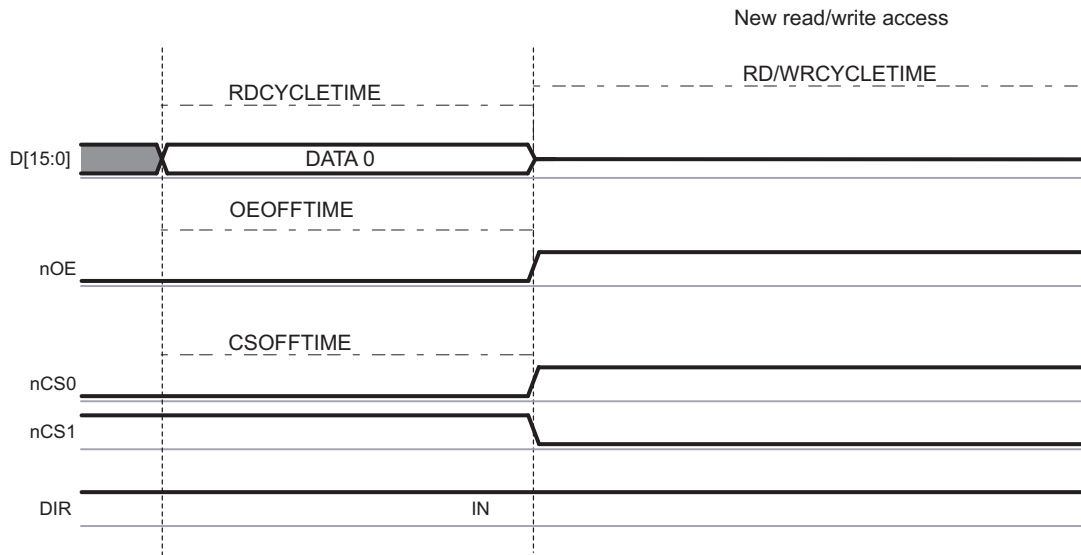 New read/write access
RDCYCLETIME
RD/WRCYCLETIME
D[15:0]
DATA 0
OEOFFTIME
nOE
CSOFFTIME
nCS0
nCS1
DIR
IN